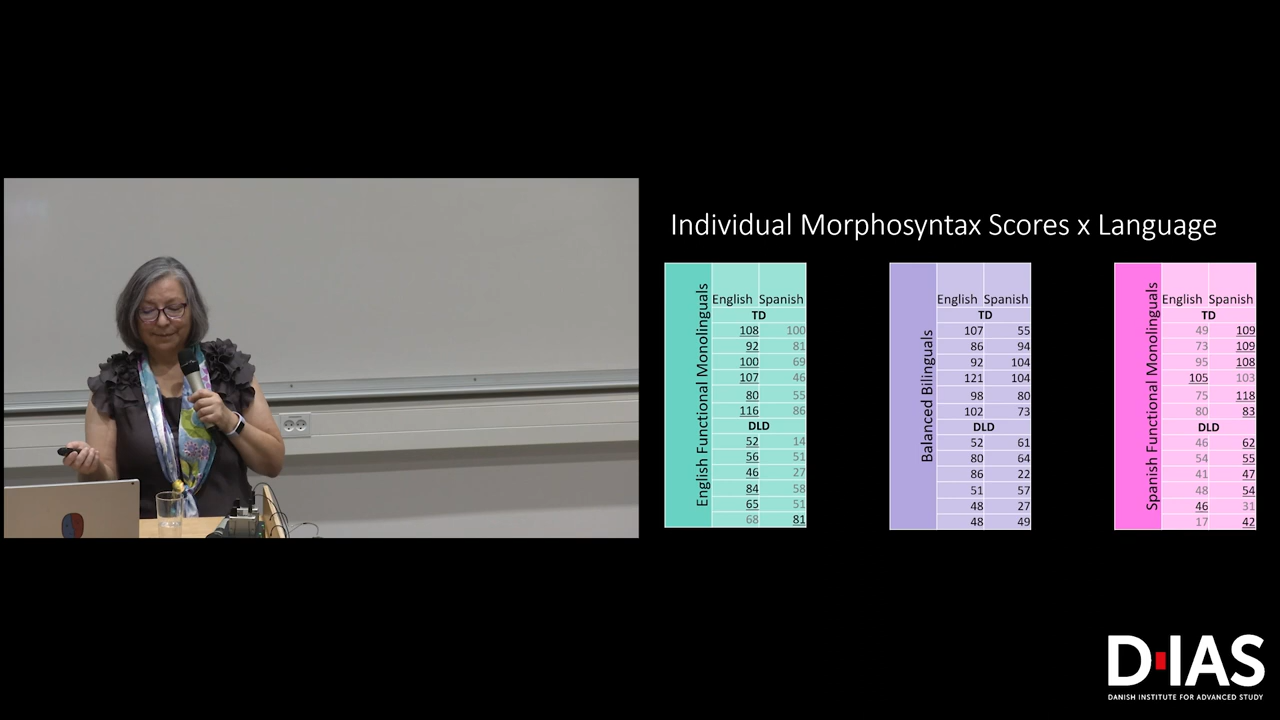 Individual Morphosyntax Scores x Language
English Functional Monolinguals
English Spanish
TD
108 100
92 81
100 69
107 46
80 55
116 86
DLD
52 14
56 51
46 27
84 58
65 51
68 81
Balanced Bilinguals
English Spanish
TD
107 55
86 94
92 104
121 104
98 80
102 73
DLD
52 61
80 64
86 22
51 57
48 27
48 49
Spanish Functional Monolinguals
English Spanish
TD
49 109
73 109
95 108
105 103
75 118
80 83
DLD
46 62
54 55
41 47
48 54
46 31
17 42
D·IAS
DANISH INSTITUTE FOR ADVANCED STUDY